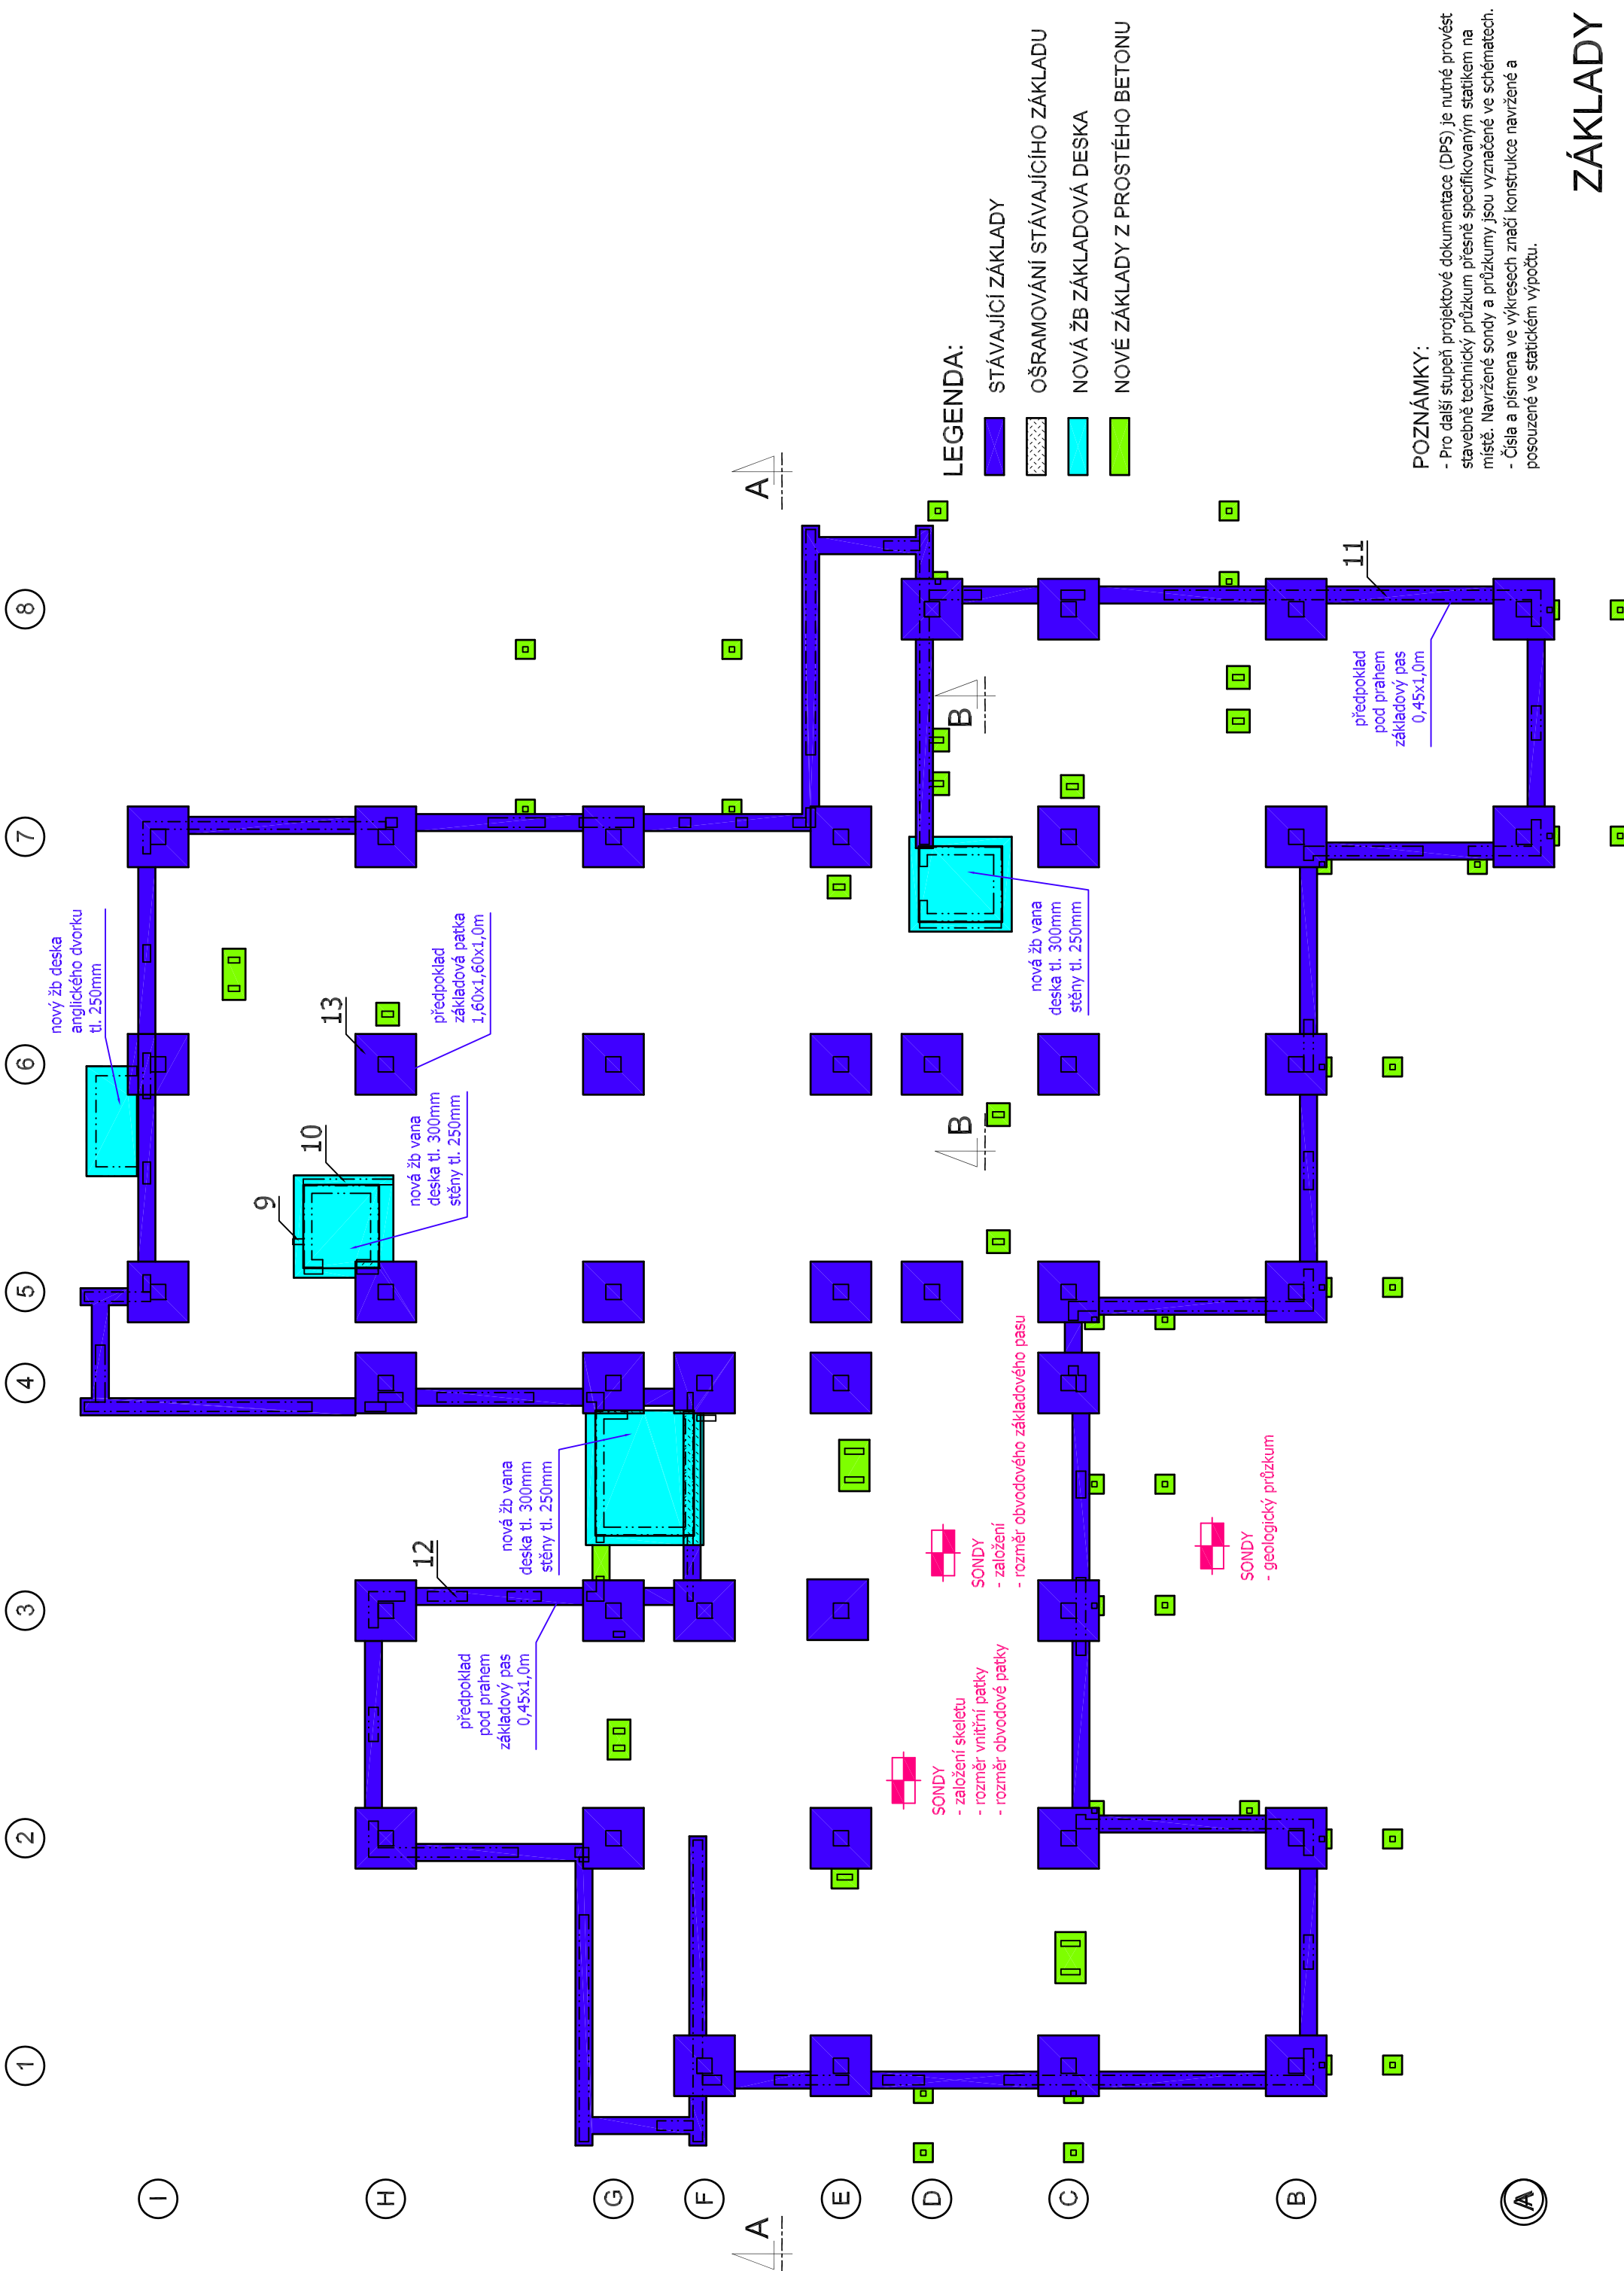 1
2
3
4
5
6
7
8
I
H
G
F
E
D
C
B
A
A
A
B
B
nový žb deska
anglického dvorku
tl. 250mm
9
10
13
předpoklad
základová patka
1,60x1,60x1,0m
nová žb vana
deska tl. 300mm
stěny tl. 250mm
12
předpoklad
pod prahem
základový pas
0,45x1,0m
nová žb vana
deska tl. 300mm
stěny tl. 250mm
nová žb vana
deska tl. 300mm
stěny tl. 250mm
11
předpoklad
pod prahem
základový pas
0,45x1,0m
SONDY
- založení skeletu
- rozměr vnitřní patky
- rozměr obvodové patky
SONDY
- založení
- rozměr obvodového základového pasu
SONDY
- geologický průzkum
LEGENDA:
STÁVAJÍCÍ ZÁKLADY
OŠRAMOVÁNÍ STÁVAJÍCÍHO ZÁKLADU
NOVÁ ŽB ZÁKLADOVÁ DESKA
NOVÉ ZÁKLADY Z PROSTÉHO BETONU
POZNÁMKY:
- Pro další stupeň projektové dokumentace (DPS) je nutné provést
stavebně technický průzkum přesně specifikovaným statikem na
místě. Navržené sondy a průzkumy jsou vyznačené ve schématech.
- Čísla a písmena ve výkresech značí konstrukce navržené a
posouzené ve statickém výpočtu.
ZÁKLADY